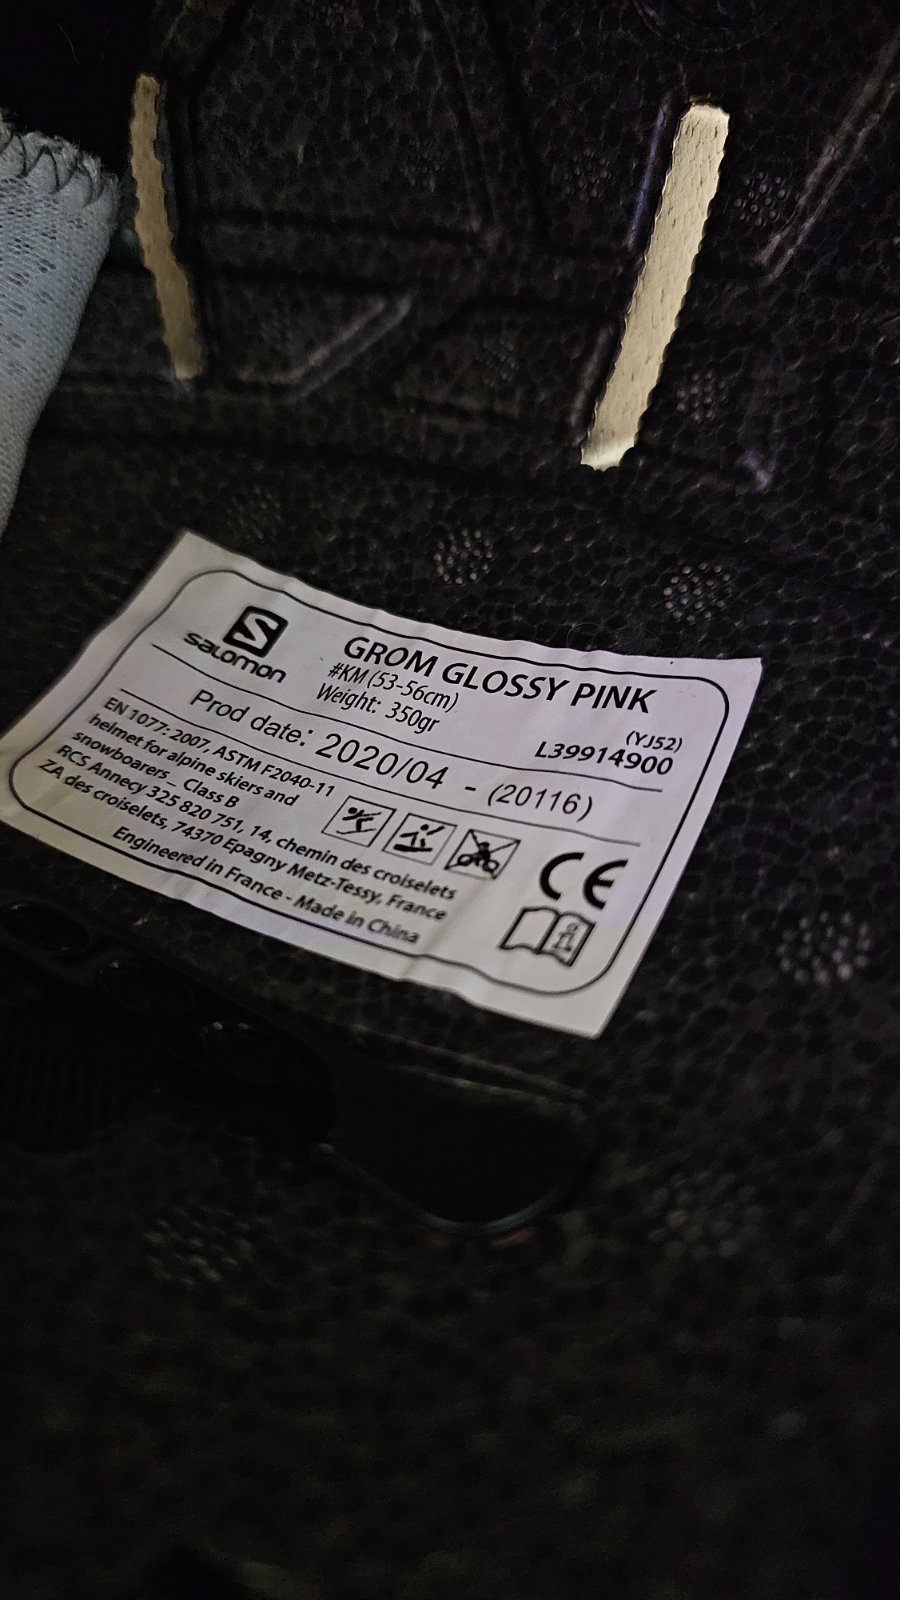 S
salomon
GROM GLOSSY PINK
#KM (53-56cm)
Weight: 350gr
(YJ52)
L39914900
Prod date: 2020/04 - (20116)
EN 1077: 2007, ASTM F2040-11
helmet for alpine skiers and
snowboarers _ Class B
RCS Annecy 325 820 751, 14, chemin des croiselets
ZA des croiselets, 74370 Epagny Metz-Tessy, France
Engineered in France - Made in China
CE
i